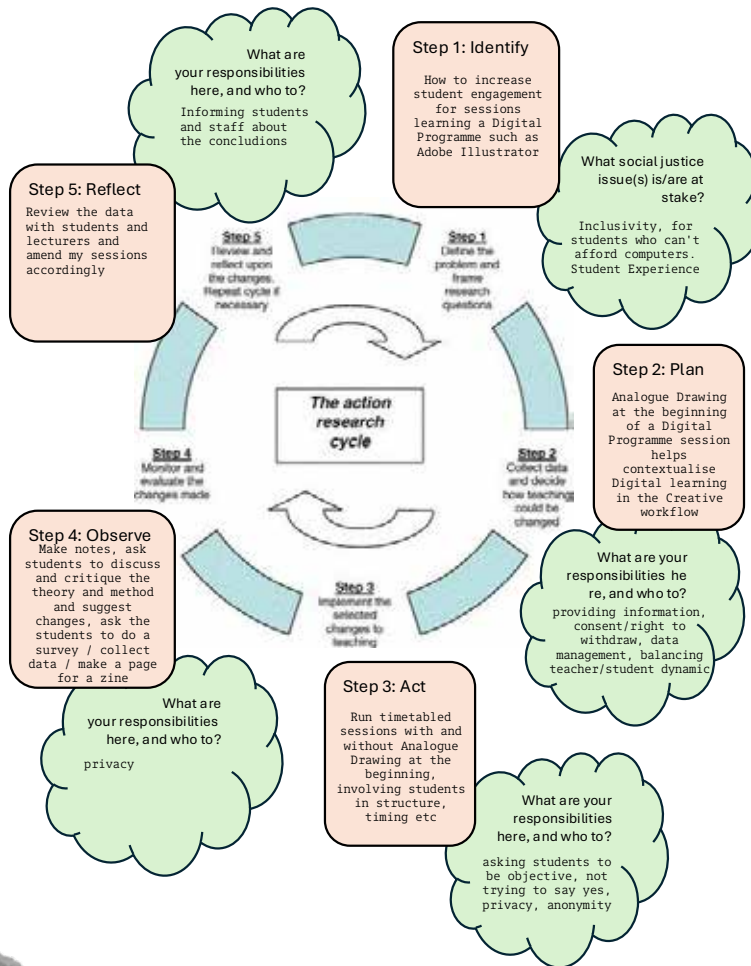 What are
your responsibilities
here, and who to?
Informing students
and staff about
the concludions
Step 1: Identify
How to increase
student engagement
for sessions
learning a Digital
Programme such as
Adobe Illustrator
What social justice
issue(s) is/are at
stake?
Inclusivity, for
students who can't
afford computers.
Student Experience
Step 5: Reflect
Review the data
with students and
lecturers and
amend my sessions
accordingly
Step 5
Review and
reflect upon
the changes.
Repeat cycle if
necessary
Step 1
Define the
problem and
frame
research
questions
The action
research
cycle
Step 2: Plan
Analogue Drawing
at the beginning
of a Digital
Programme session
helps
contextualise
Digital learning
in the Creative
workflow
Step 4
Monitor and
evaluate the
changes made
Step 2
Collect data
and decide
how teaching
could be
changed
Step 4: Observe
Make notes, ask
students to discuss
and critique the
theory and method
and suggest
changes, ask the
students to do a
survey / collect
data / make a page
for a zine
What are your
responsibilities he
re, and who to?
providing information,
consent/right to
withdraw, data
management, balancing
teacher/student dynamic
Step 3
Implement the
selected
changes to
teaching
What are
your responsibilities
here, and who to?
privacy
Step 3: Act
Run timetabled
sessions with and
without Analogue
Drawing at the
beginning,
involving students
in structure,
timing etc
What are your
responsibilities
here, and who to?
asking students to
be objective, not
trying to say yes,
privacy, anonymity